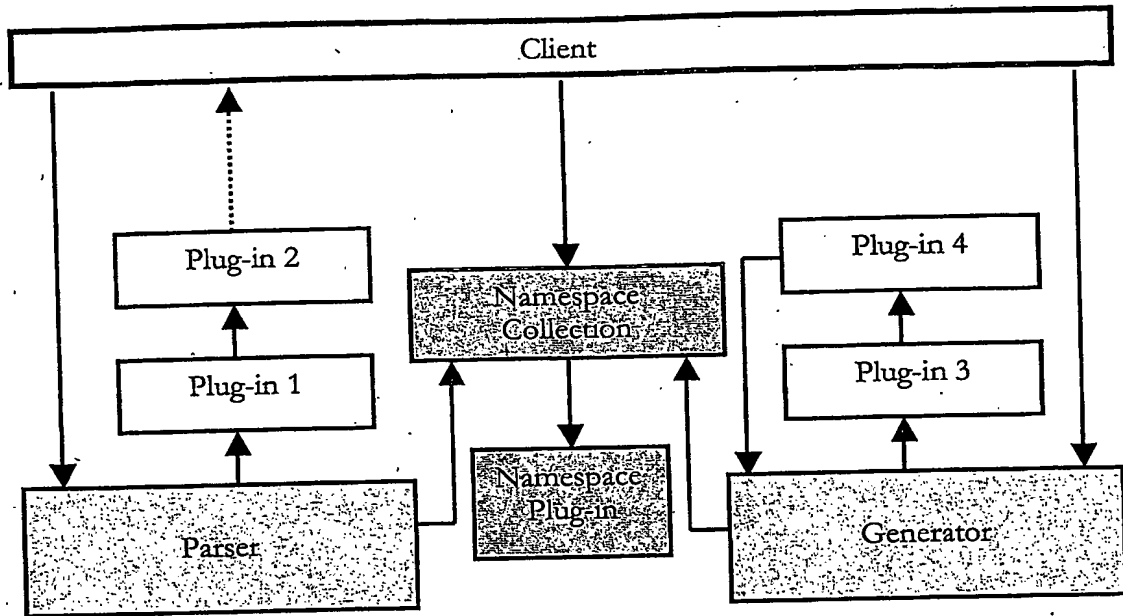 Client
Plug-in 2
Plug-in 4
Namespace
Collection
Plug-in 1
Plug-in 3
Namespace
Plug-in
Parser
Generator